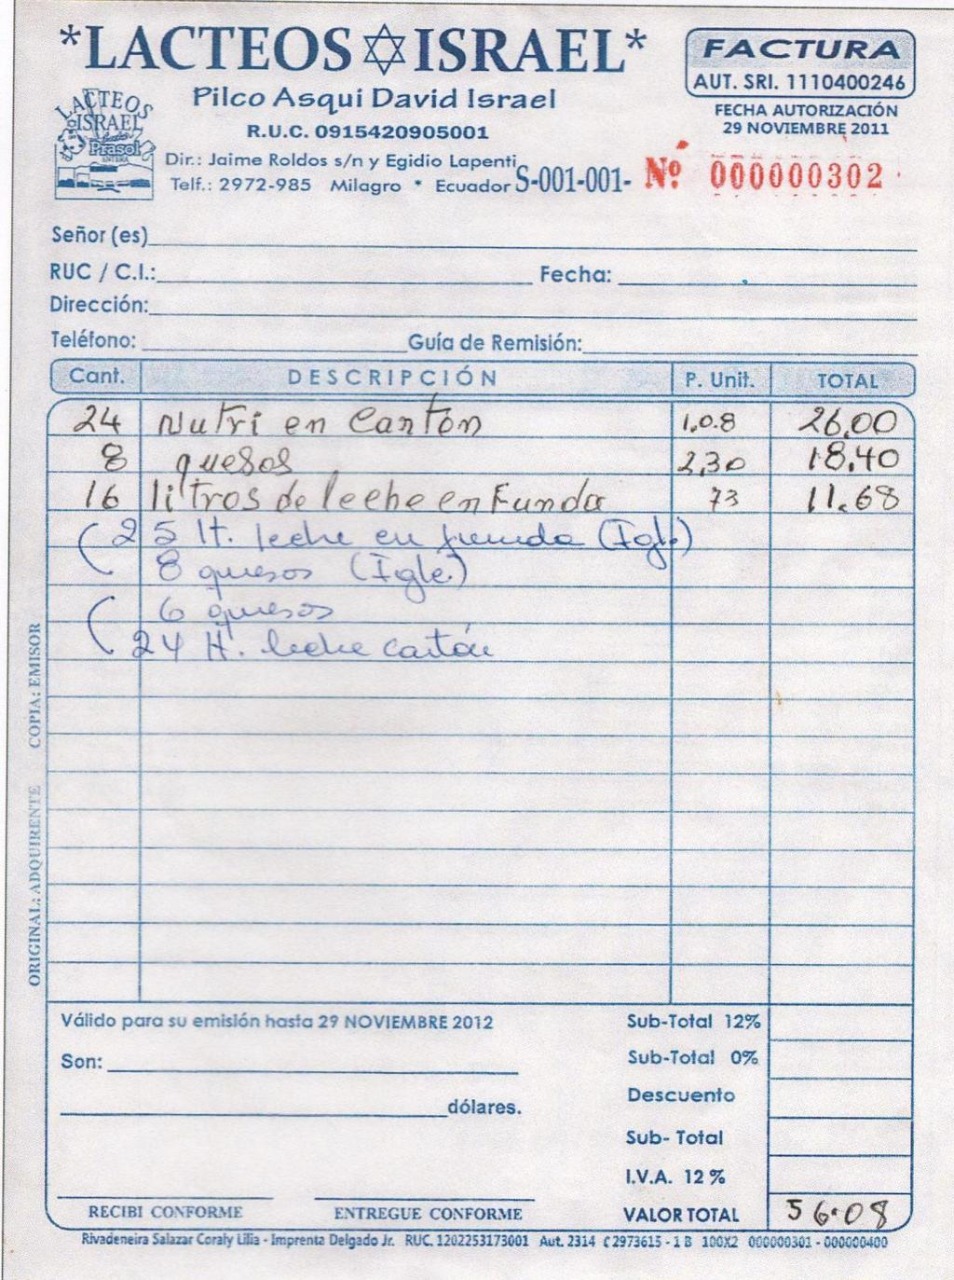 *LACTEOS ✡ ISRAEL*
FACTURA
AUT. SRI. 1110400246
Pilco Asqui David Israel
FECHA AUTORIZACIÓN
29 NOVIEMBRE 2011
R.U.C. 0915420905001
LACTEOS
ISRAEL
Prasol
Dir.: Jaime Roldos s/n y Egidio Lapenti
Telf.: 2972-985 Milagro * Ecuador S-001-001- Nº 000000302
Señor (es)
RUC / C.I.: Fecha:
Dirección:
Teléfono: Guía de Remisión:
Cant. DESCRIPCIÓN P. Unit. TOTAL
24 Nutri en Cartón 1,0.8 26,00
8 quesos 2,30 18,40
16 litros de leche en Funda 73 11.68
25 lt. leche en funda (Igle)
8 quesos (Igle)
6 quesos
24 lt. leche cartón
ORIGINAL: ADQUIRENTE COPIA: EMISOR
Válido para su emisión hasta 29 NOVIEMBRE 2012 Sub-Total 12%
Son: Sub-Total 0%
Descuento
dólares.
Sub- Total
I.V.A. 12 %
RECIBI CONFORME ENTREGUE CONFORME VALOR TOTAL 56.08
Rivadeneira Salazar Coraly Lilia - Imprenta Delgado Jr. RUC. 1202253173001 Aut. 2314 ✆ 2973615 - 1 B 100X2 000000301 - 000000400